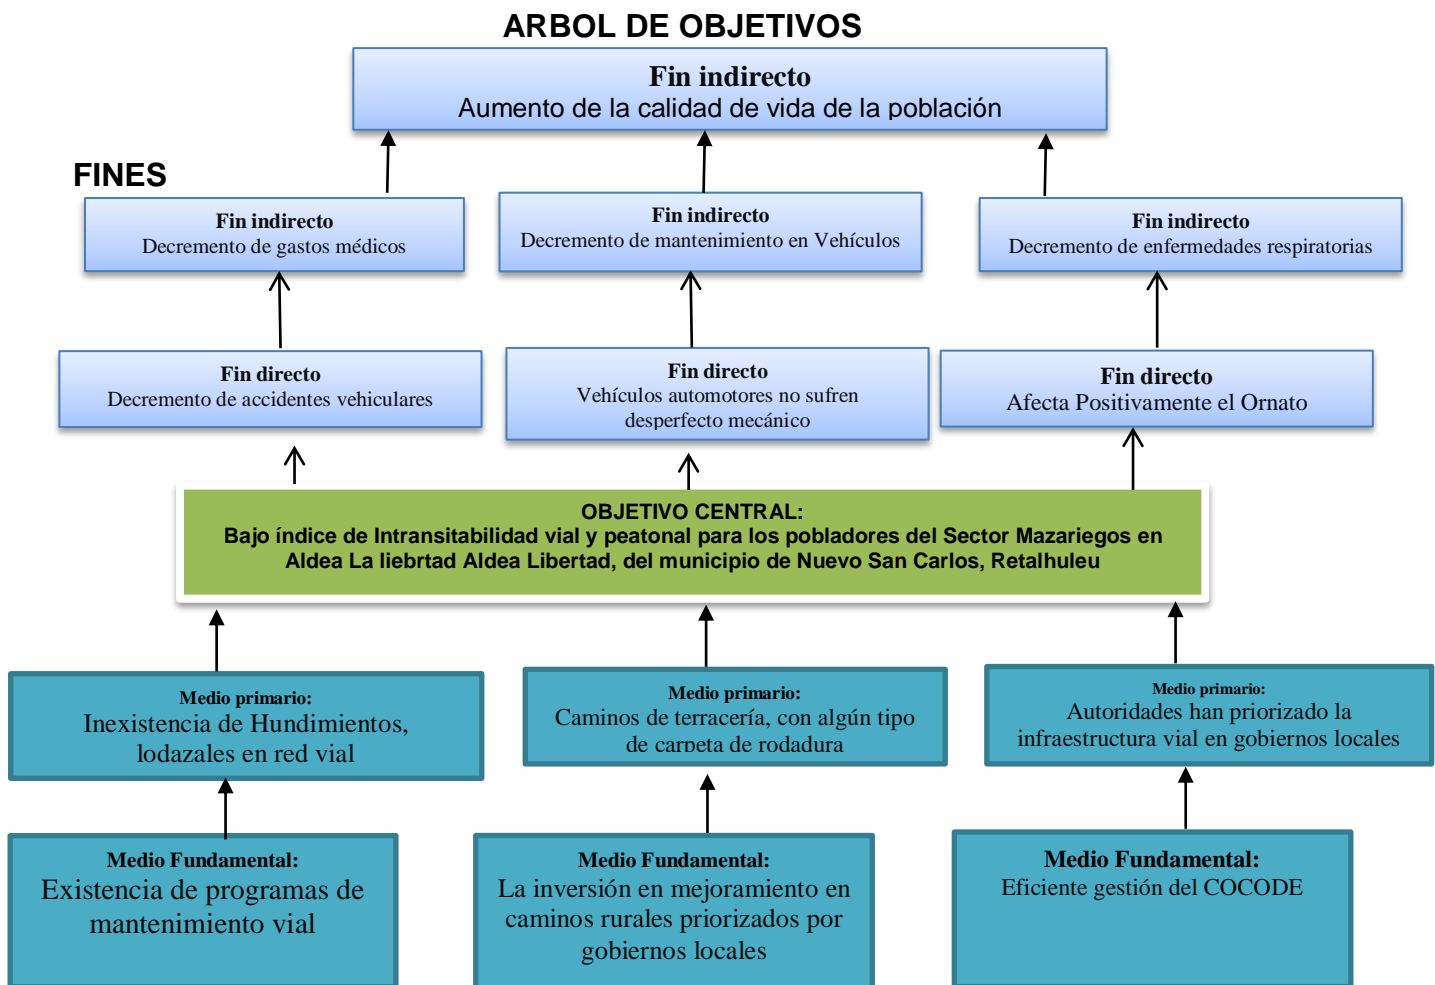 ARBOL DE OBJETIVOS
Fin indirecto
Aumento de la calidad de vida de la población
FINES
Fin indirecto
Decremento de gastos médicos
Fin indirecto
Decremento de mantenimiento en Vehículos
Fin indirecto
Decremento de enfermedades respiratorias
Fin directo
Decremento de accidentes vehiculares
Fin directo
Vehículos automotores no sufren
desperfecto mecánico
Fin directo
Afecta Positivamente el Ornato
OBJETIVO CENTRAL:
Bajo índice de Intransitabilidad vial y peatonal para los pobladores del Sector Mazariegos en
Aldea La liebrtad Aldea Libertad, del municipio de Nuevo San Carlos, Retalhuleu
Medio primario:
Inexistencia de Hundimientos,
lodazales en red vial
Medio primario:
Caminos de terracería, con algún tipo
de carpeta de rodadura
Medio primario:
Autoridades han priorizado la
infraestructura vial en gobiernos locales
Medio Fundamental:
Existencia de programas de
mantenimiento vial
Medio Fundamental:
La inversión en mejoramiento en
caminos rurales priorizados por
gobiernos locales
Medio Fundamental:
Eficiente gestión del COCODE